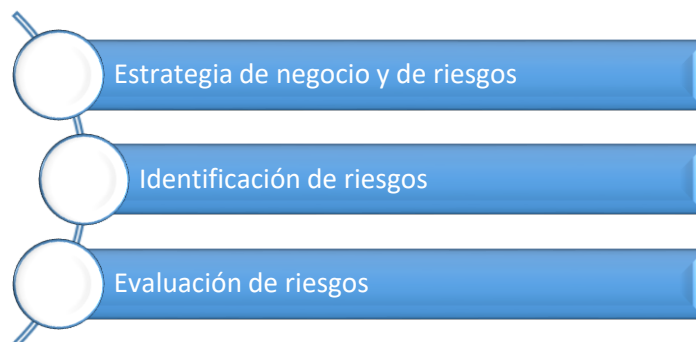 Estrategia de negocio y de riesgos
Identificación de riesgos
Evaluación de riesgos